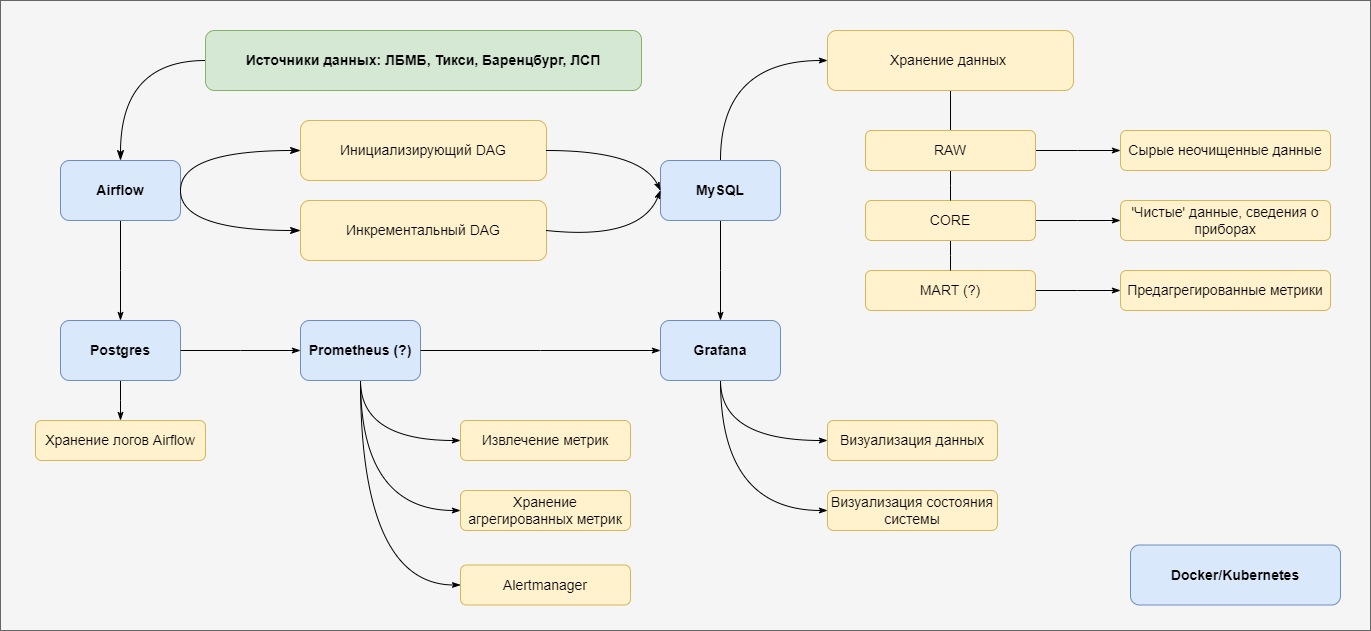 Источники данных: ЛБМБ, Тикси, Баренцбург, ЛСП
Хранение данных
Инициализирующий DAG
RAW
Сырые неочищенные данные
Airflow
MySQL
Инкрементальный DAG
CORE
'Чистые' данные, сведения о
приборах
MART (?)
Предагрегированные метрики
Postgres
Prometheus (?)
Grafana
Хранение логов Airflow
Извлечение метрик
Визуализация данных
Хранение
агрегированных метрик
Визуализация состояния
системы
Alertmanager
Docker/Kubernetes